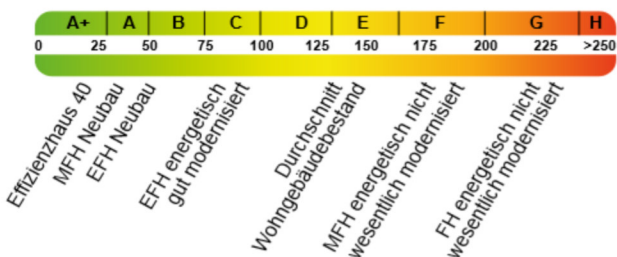 A+ A B C D E F G H
0 25 50 75 100 125 150 175 200 225 >250
Effizienzhaus 40
MFH Neubau
EFH Neubau
EFH energetisch
gut modernisiert
Durchschnitt
Wohngebäudebestand
MFH energetisch nicht
wesentlich modernisiert
FH energetisch nicht
wesentlich modernisiert